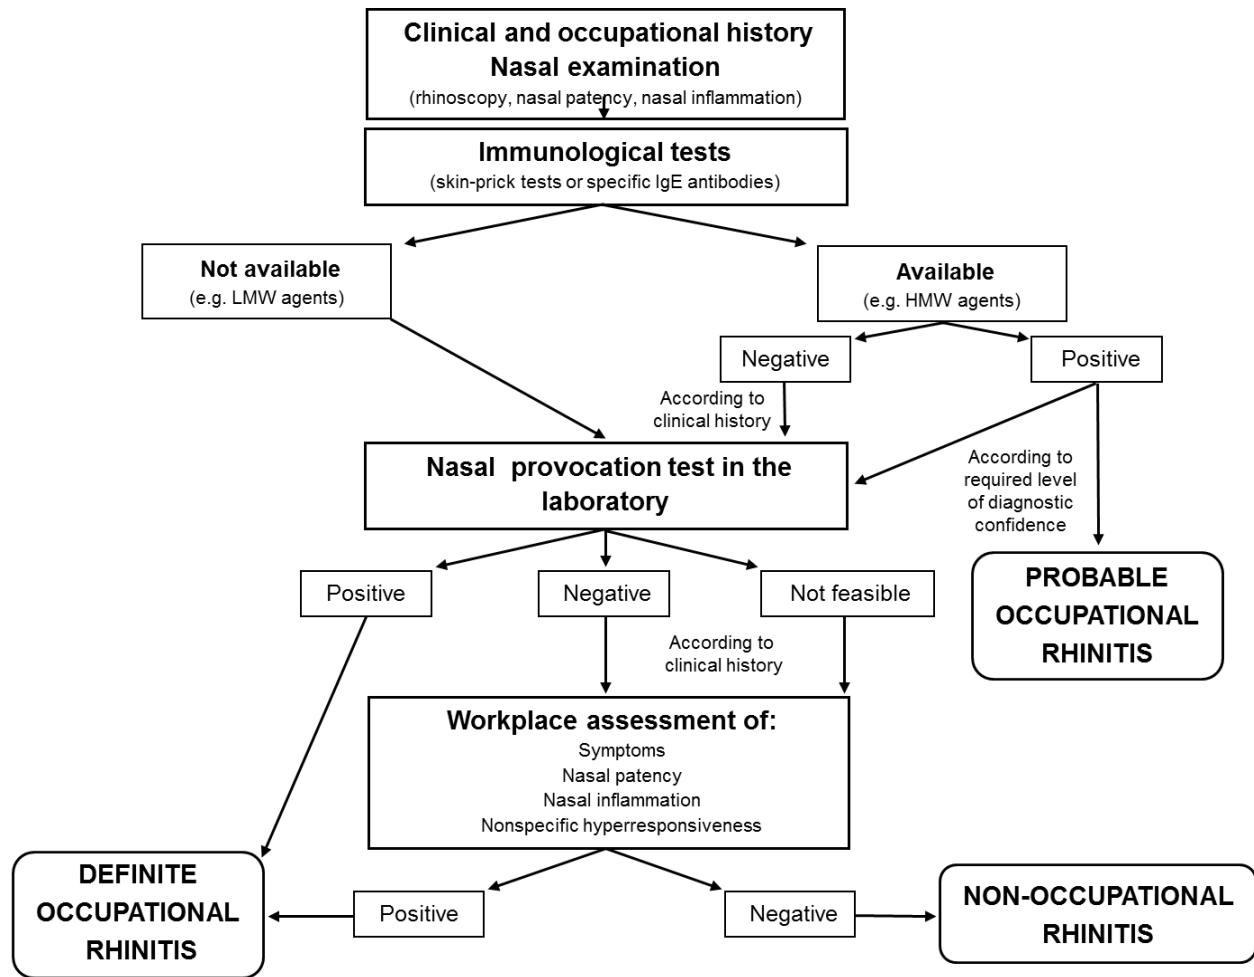 Clinical and occupational history
Nasal examination
(rhinoscopy, nasal patency, nasal inflammation)
Immunological tests
(skin-prick tests or specific IgE antibodies)
Not available
(e.g. LMW agents)
Available
(e.g. HMW agents)
Negative
Positive
According to
clinical history
According to
required level
of diagnostic
confidence
Nasal provocation test in the
laboratory
Positive
Negative
Not feasible
PROBABLE
OCCUPATIONAL
RHINITIS
According to
clinical history
Workplace assessment of:
Symptoms
Nasal patency
Nasal inflammation
Nonspecific hyperresponsiveness
DEFINITE
OCCUPATIONAL
RHINITIS
Positive
Negative
NON-OCCUPATIONAL
RHINITIS